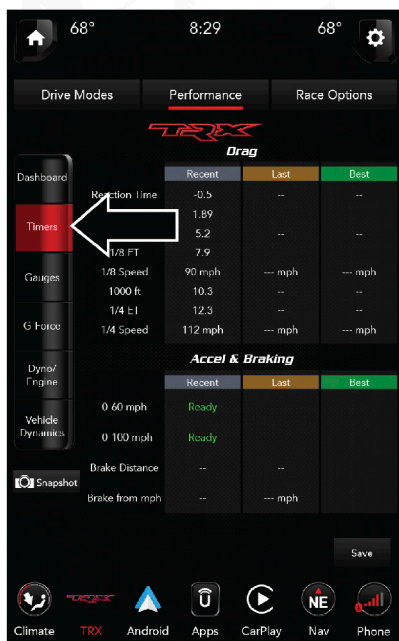 68° 8:29 68°
Drive Modes Performance Race Options
TRX
Drag
Dashboard
Recent Last Best
Reaction Time -0.5 --
Timers
1.89
5.2 --
1/8 ET 7.9 --
Gauges
1/8 Speed 90 mph --- mph --- mph
1000 ft 10.3 -- --
1/4 ET 12.3 -- --
G Force
1/4 Speed 112 mph --- mph --- mph
Accel & Braking
Dyno/
Engine
Recent Last Best
0 60 mph Ready
Vehicle
Dynamics
0 100 mph Ready
Brake Distance -- --
Snapshot
Brake from mph -- --- mph
Save
NE
Climate TRX Android Apps CarPlay Nav Phone